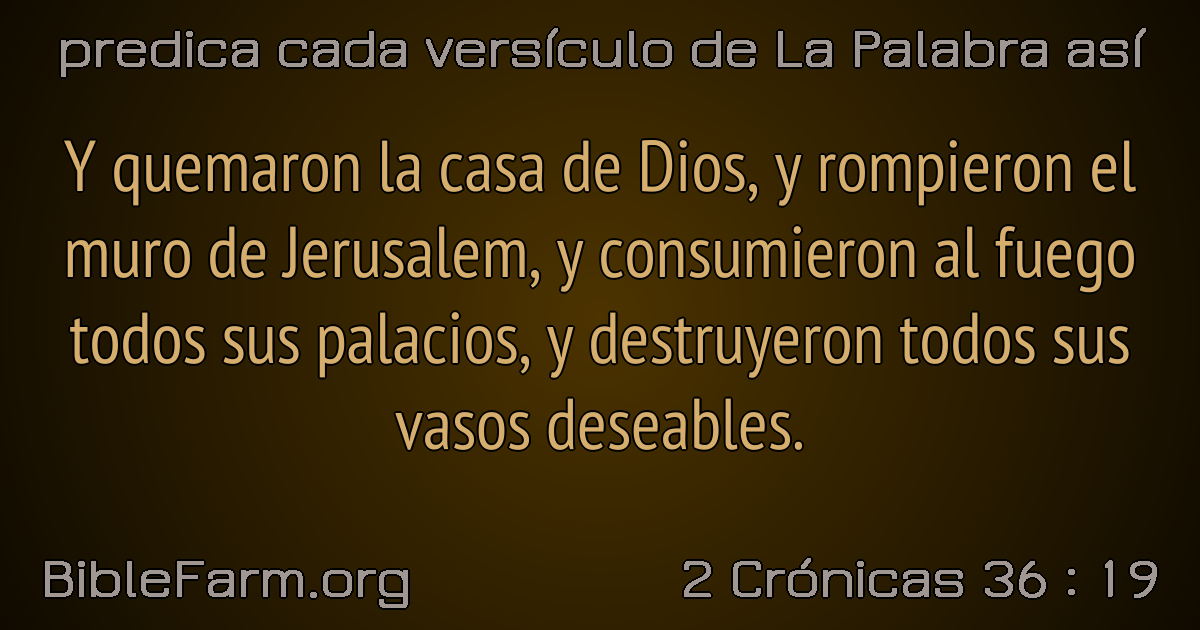 predica cada versículo de La Palabra así
Y quemaron la casa de Dios, y rompieron el
muro de Jerusalem, y consumieron al fuego
todos sus palacios, y destruyeron todos sus
vasos deseables.
BibleFarm.org
2 Crónicas 36 : 19